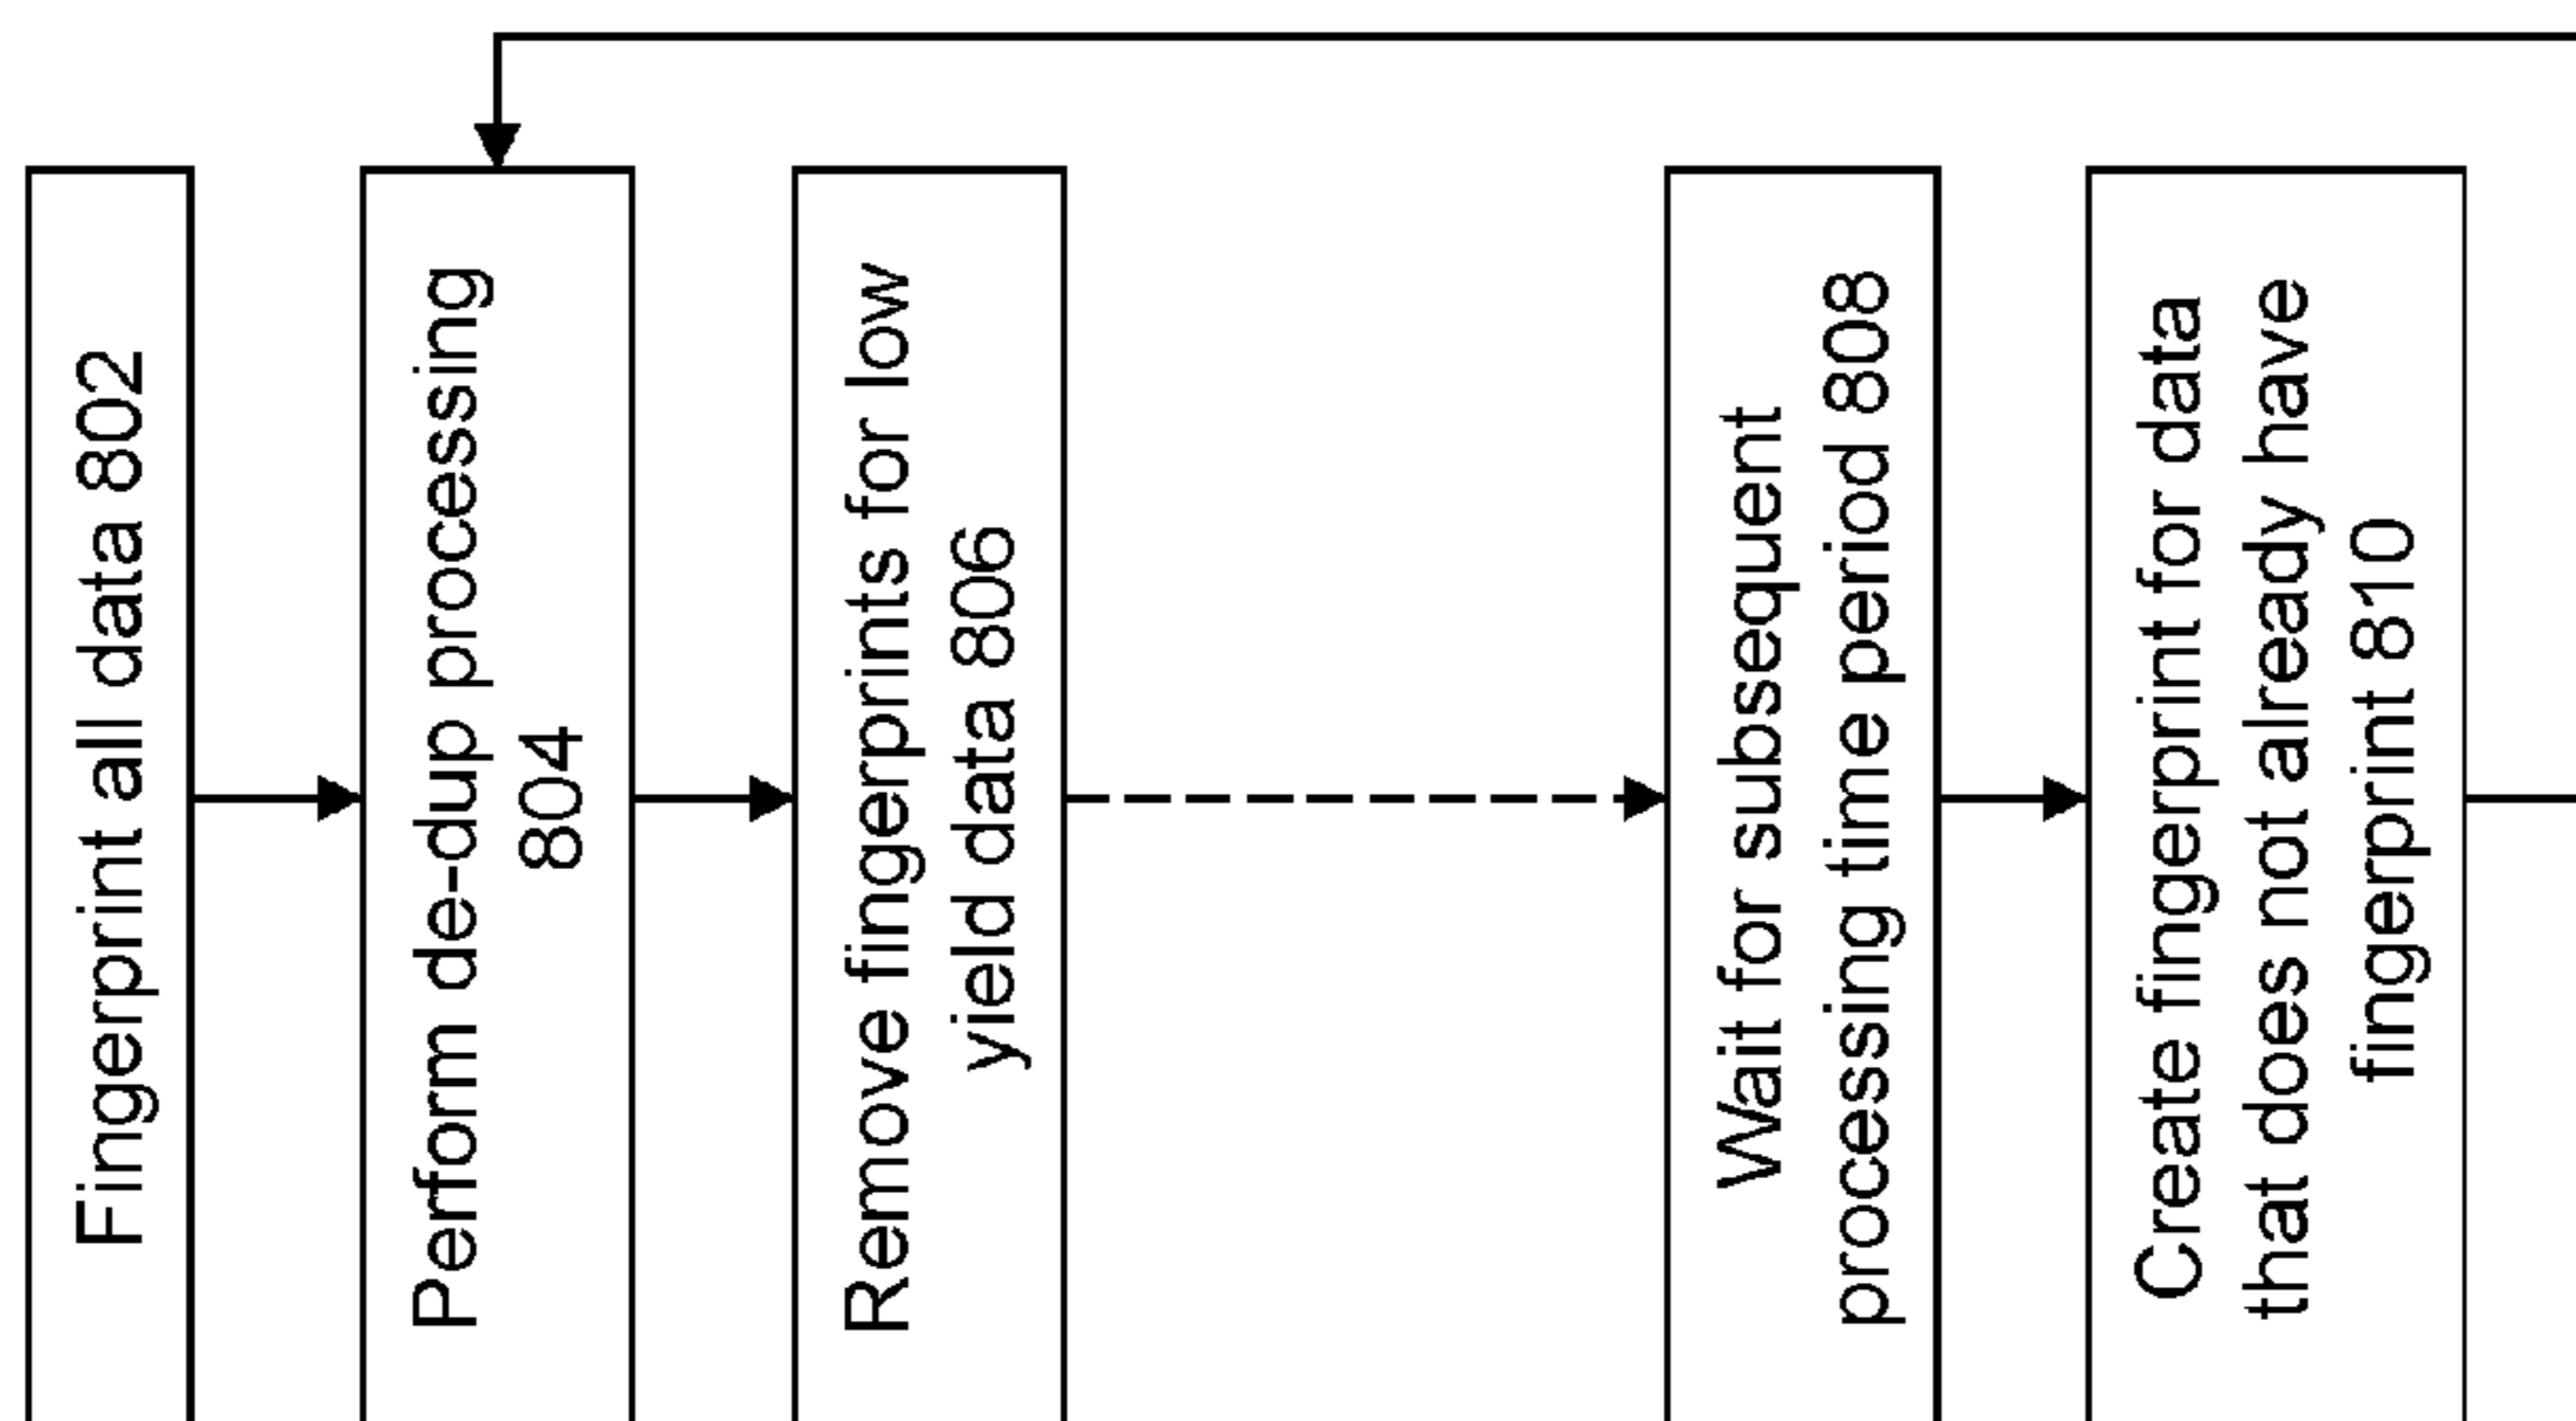 Fingerprint all data 802
Perform de-dup processing
804
Remove fingerprints for low
yield data 806
Wait for subsequent
processing time period 808
Create fingerprint for data
that does not already have
fingerprint 810